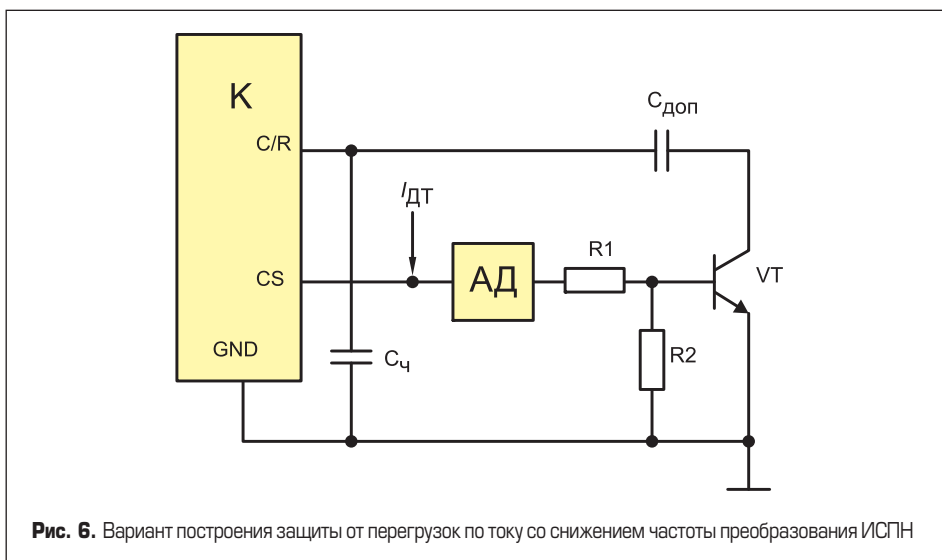 K
C/R
Cдоп
IДТ
R1
CS
АД
VT
GND
Cч
R2
Рис. 6. Вариант построения защиты от перегрузок по току со снижением частоты преобразования ИСПН